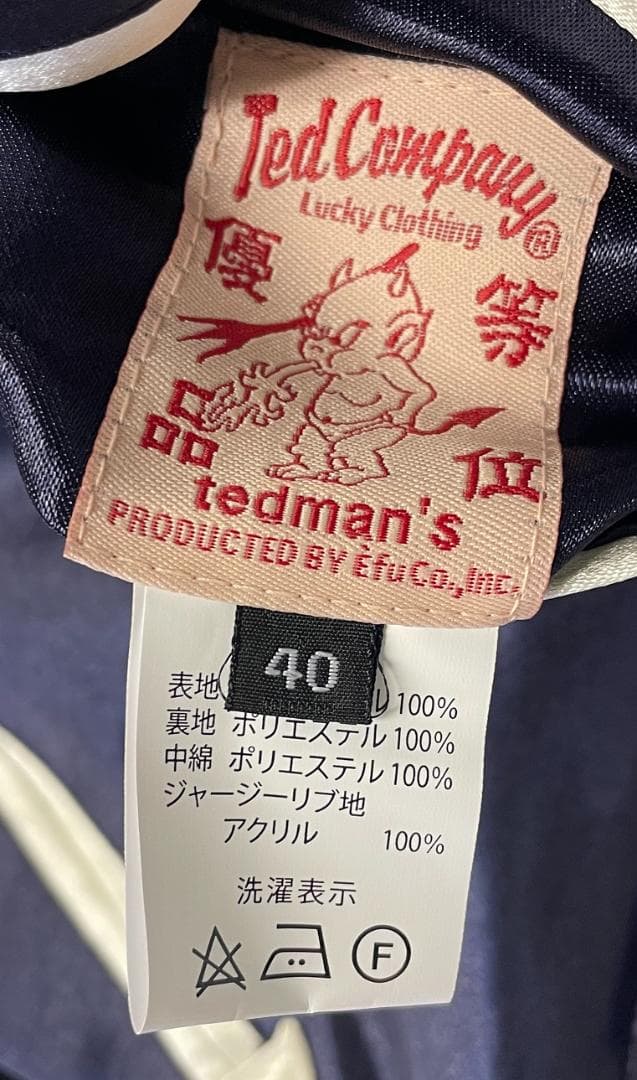 Ted Company®
Lucky Clothing
優 等
品 位
tedman's
PRODUCTED BY ÈfuCo.,Inc.
40
表地 ル 100%
裏地 ポリエステル 100%
中綿 ポリエステル 100%
ジャージーリブ地
アクリル 100%
洗濯表示
F